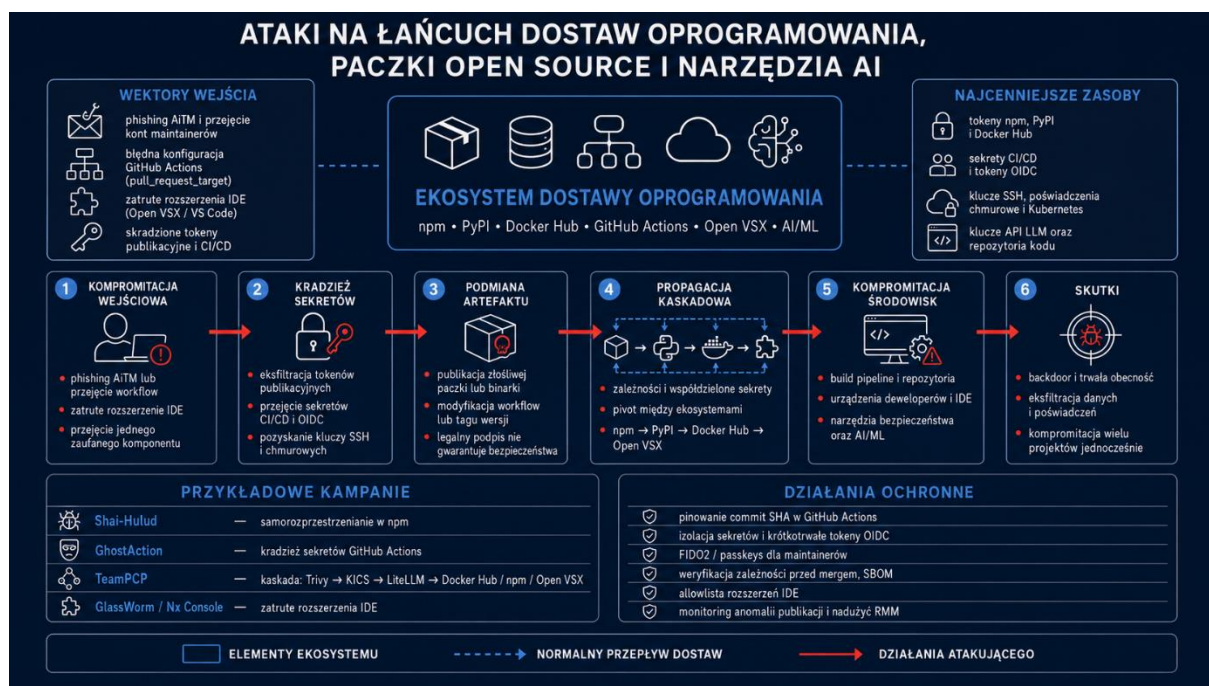 ATAKI NA ŁAŃCUCH DOSTAW OPROGRAMOWANIA,
PACZKI OPEN SOURCE I NARZĘDZIA AI
WEKTORY WEJŚCIA
phishing AiTM i przejęcie
kont maintainerów
błędna konfiguracja
GitHub Actions
(pull_request_target)
zatrute rozszerzenia IDE
(Open VSX / VS Code)
skradzione tokeny
publikacyjne i CI/CD
EKOSYSTEM DOSTAWY OPROGRAMOWANIA
npm • PyPI • Docker Hub • GitHub Actions • Open VSX • AI/ML
NAJCENNIEJSZE ZASOBY
tokeny npm, PyPI
i Docker Hub
sekrety CI/CD
i tokeny OIDC
klucze SSH, poświadczenia
chmurowe i Kubernetes
</>
klucze API LLM oraz
repozytoria kodu
1 KOMPROMITACJA
WEJŚCIOWA
• phishing AiTM lub
przejęcie workflow
• zatrute rozszerzenie IDE
• przejęcie jednego
zaufanego komponentu
2 KRADZIEŻ
SEKRETÓW
• eksfiltracja tokenów
publikacyjnych
• przejęcie sekretów
CI/CD i OIDC
• pozyskanie kluczy SSH
i chmurowych
3 PODMIANA
ARTEFAKTU
• publikacja złośliwej
paczki lub binarki
• modyfikacja workflow
lub tagu wersji
• legalny podpis nie
gwarantuje bezpieczeństwa
4 PROPAGACJA
KASKADOWA
• zależności i współdzielone sekrety
• pivot między ekosystemami
• npm → PyPI → Docker Hub →
Open VSX
5 KOMPROMITACJA
ŚRODOWISK
</>
• build pipeline i repozytoria
• urządzenia deweloperów i IDE
• narzędzia bezpieczeństwa
oraz AI/ML
6 SKUTKI
• backdoor i trwała obecność
• eksfiltracja danych
i poświadczeń
• kompromitacja wielu
projektów jednocześnie
PRZYKŁADOWE KAMPANIE
Shai-Hulud — samorozprzestrzenianie w npm
GhostAction — kradzież sekretów GitHub Actions
TeamPCP — kaskada: Trivy → KICS → LiteLLM → Docker Hub / npm / Open VSX
GlassWorm / Nx Console — zatrute rozszerzenia IDE
DZIAŁANIA OCHRONNE
pinowanie commit SHA w GitHub Actions
izolacja sekretów i krótkotrwałe tokeny OIDC
FIDO2 / passkeys dla maintainerów
weryfikacja zależności przed mergem, SBOM
allowlista rozszerzeń IDE
monitoring anomalii publikacji i nadużyć RMM
ELEMENTY EKOSYSTEMU
NORMALNY PRZEPŁYW DOSTAW
DZIAŁANIA ATAKUJĄCEGO